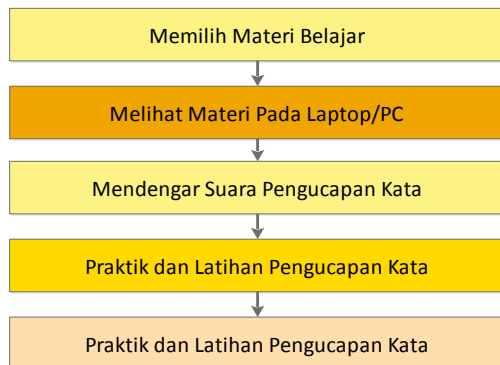 Memilih Materi Belajar
Melihat Materi Pada Laptop/PC
Mendengar Suara Pengucapan Kata
Praktik dan Latihan Pengucapan Kata
Praktik dan Latihan Pengucapan Kata